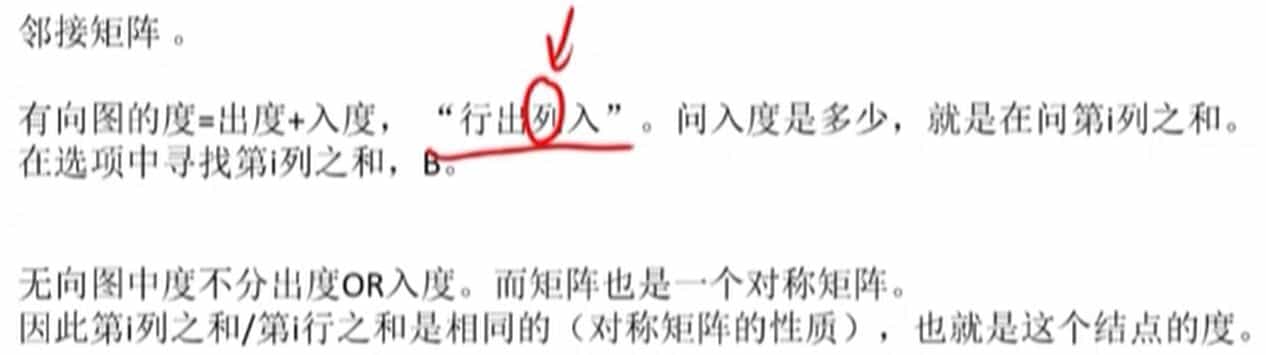 邻接矩阵。
有向图的度=出度+入度，“行出列入”。问入度是多少，就是在问第i列之和。
在选项中寻找第i列之和，B。
无向图中度不分出度OR入度。而矩阵也是一个对称矩阵。
因此第i列之和/第i行之和是相同的（对称矩阵的性质），也就是这个结点的度。